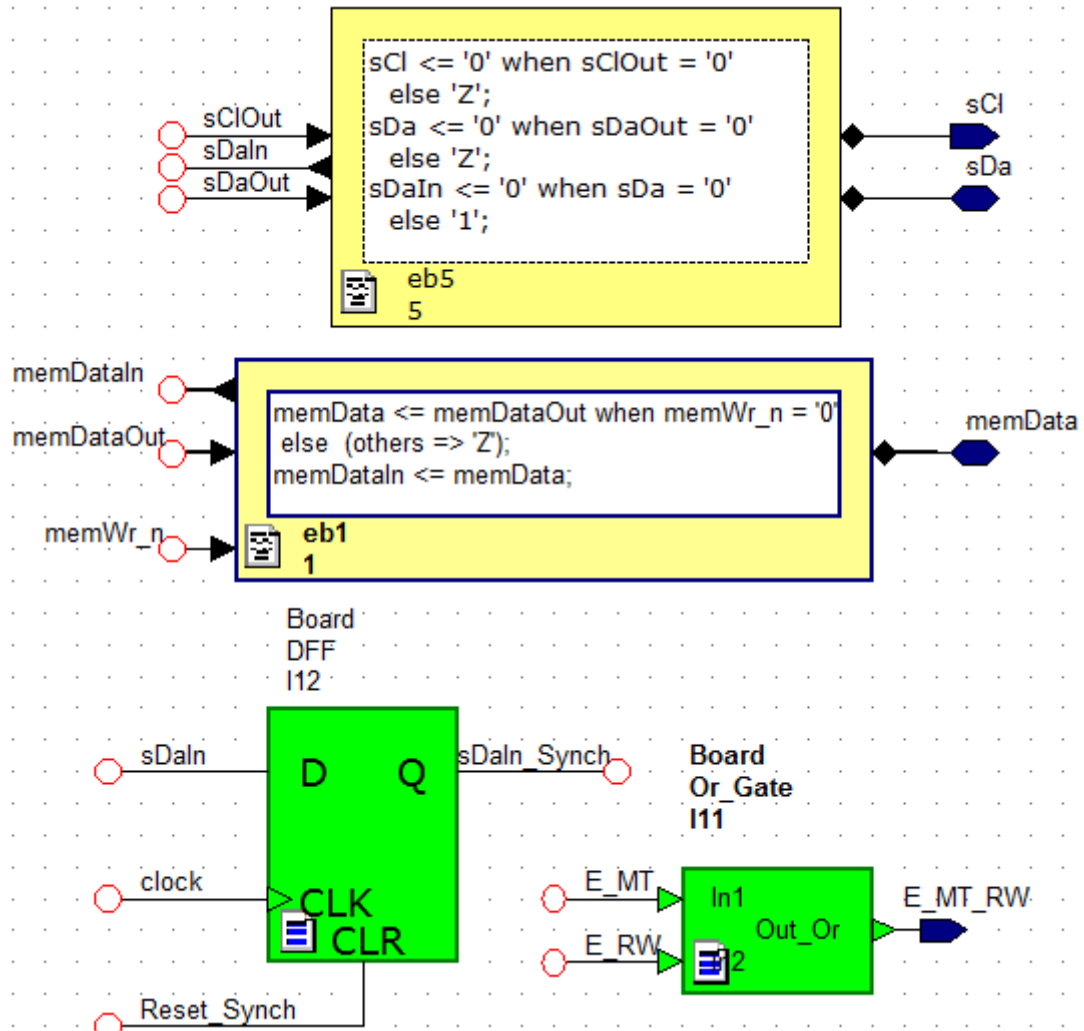 sCl <= '0' when sClOut = '0'
else 'Z';
sDa <= '0' when sDaOut = '0'
else 'Z';
sDaIn <= '0' when sDa = '0'
else '1';
sClOut
sDaIn
sDaOut
sCl
sDa
eb5
5
memDataIn
memDataOut
memWr_n
memData <= memDataOut when memWr_n = '0'
else (others => 'Z');
memDataIn <= memData;
memData
eb1
1
Board
DFF
I12
sDaIn
D
Q
sDaIn_Synch
clock
CLK
CLR
Reset_Synch
Board
Or_Gate
I11
E_MT
In1
E_MT_RW
Out_Or
E_RW
In2